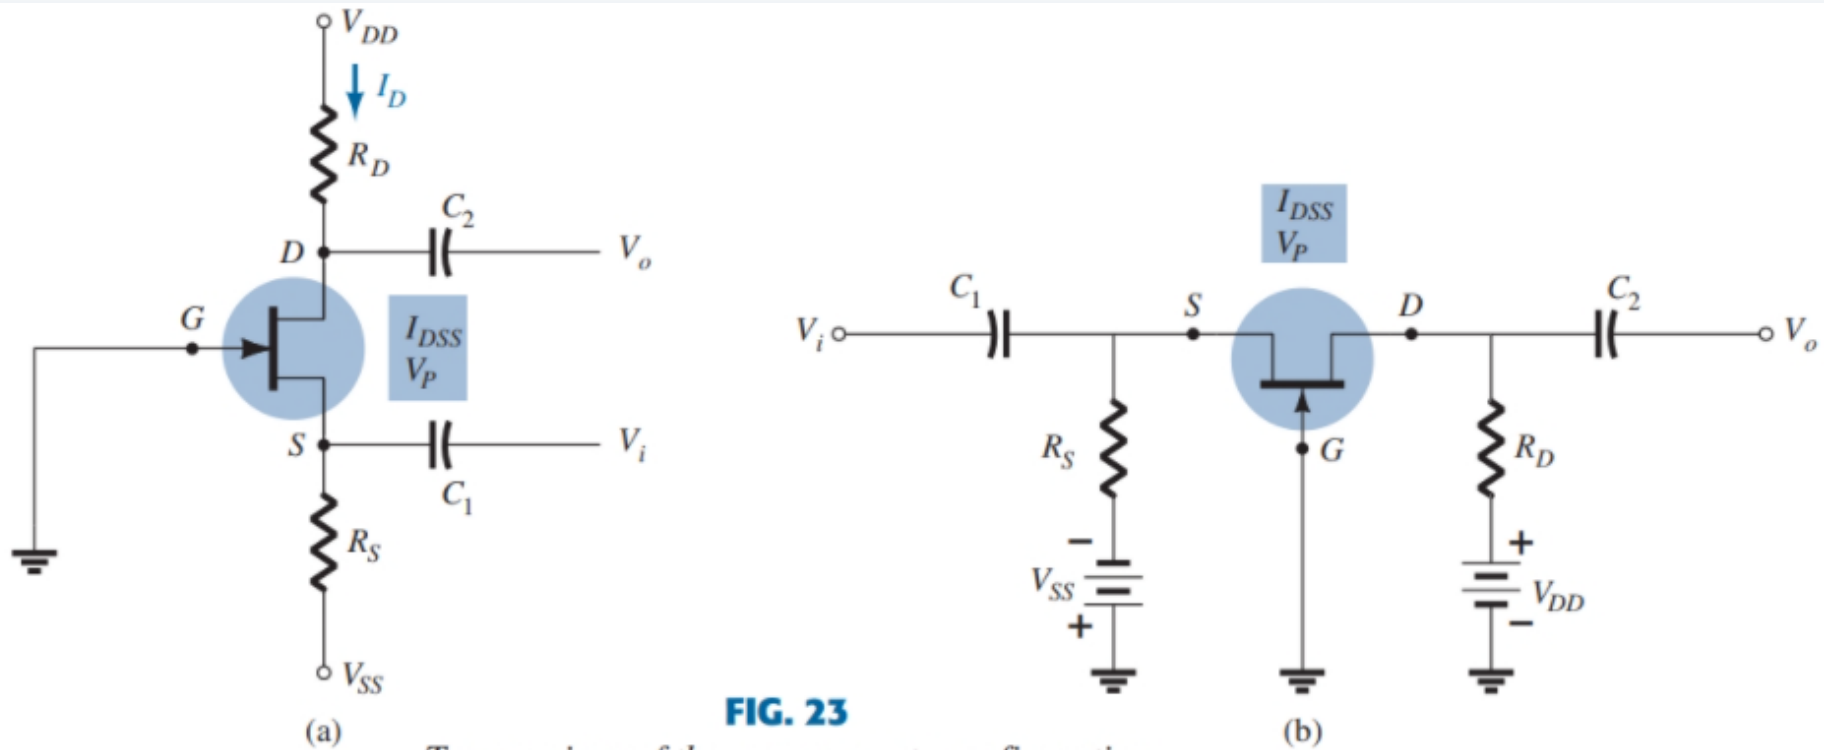 V_DD
I_D
R_D
C_2
D
V_o
G
I_DSS
V_P
S
V_i
C_1
R_S
V_SS
(a)
I_DSS
V_P
C_1
S
D
C_2
V_i
V_o
R_S
G
R_D
−
+
V_SS
V_DD
+
−
FIG. 23
(b)